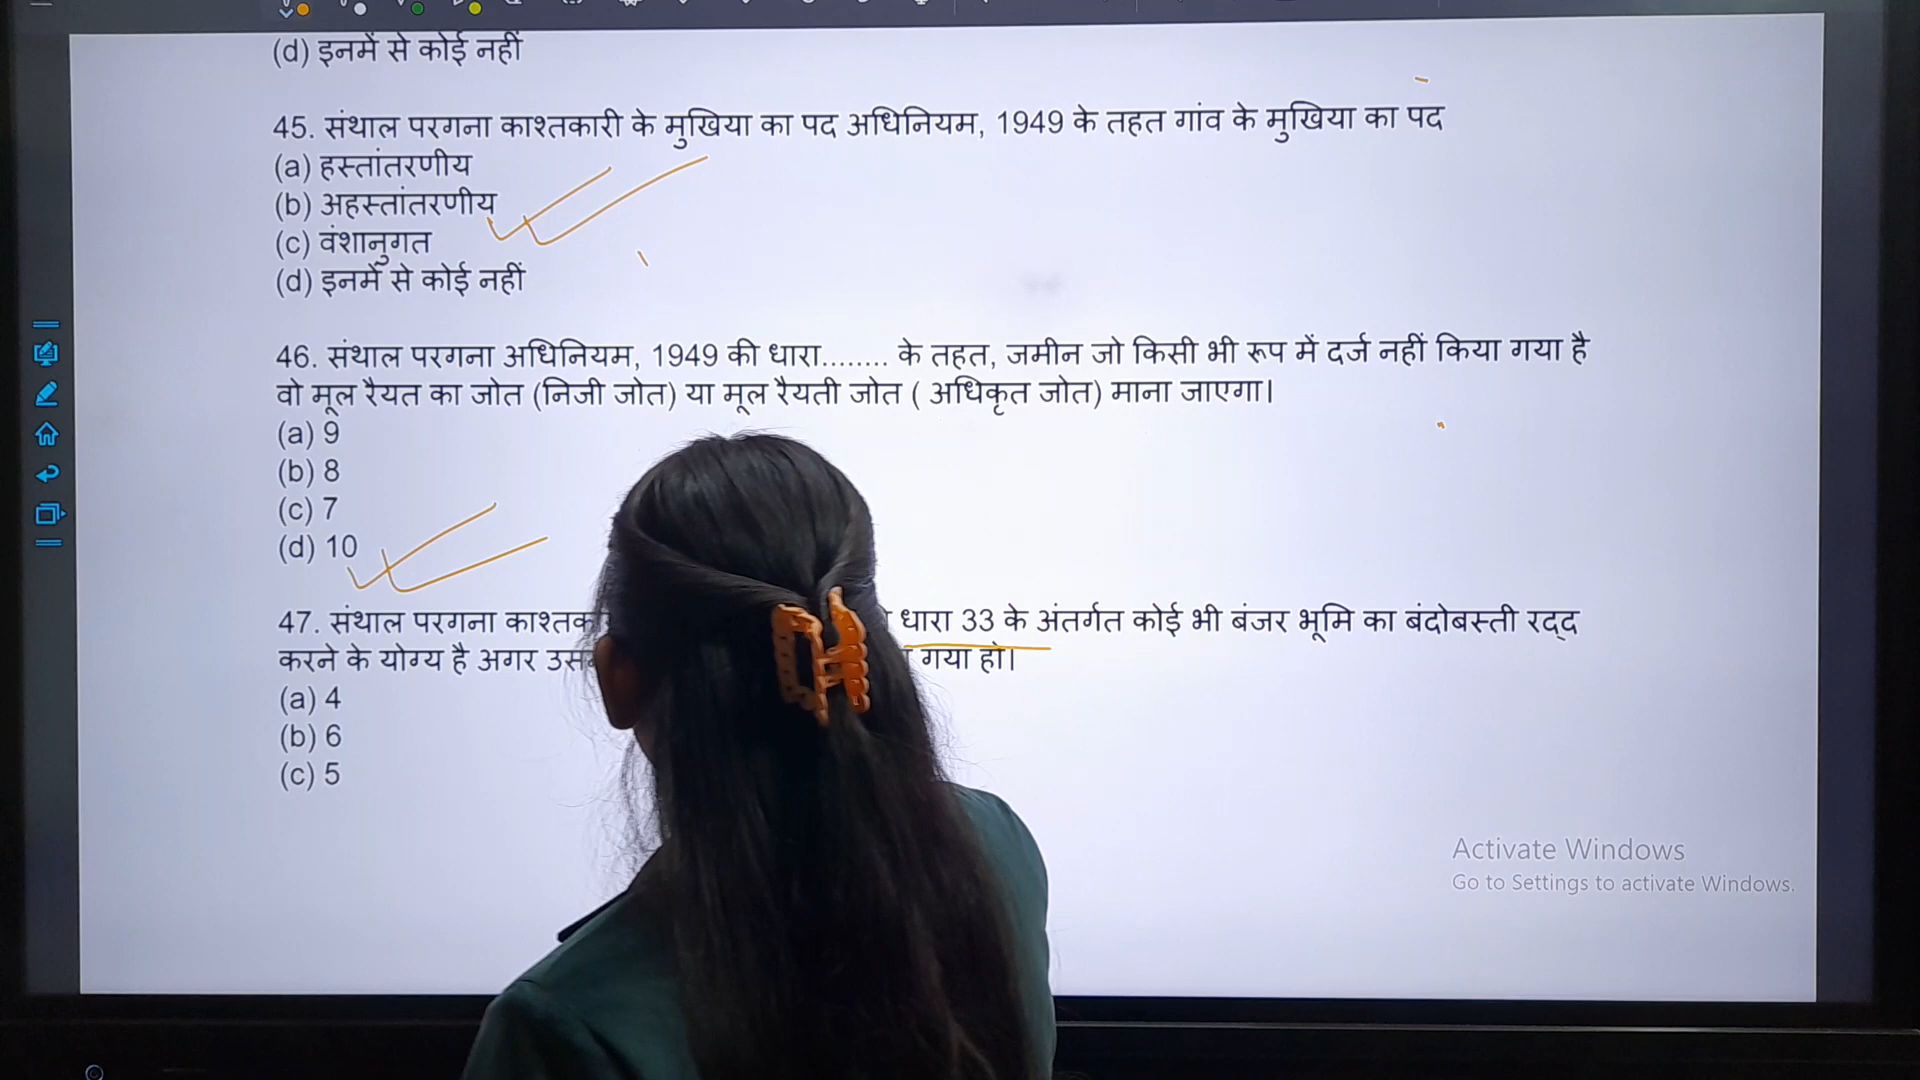 (d) इनमें से कोई नहीं
45. संथाल परगना काश्तकारी के मुखिया का पद अधिनियम, 1949 के तहत गांव के मुखिया का पद
(a) हस्तांतरणीय
(b) अहस्तांतरणीय
(c) वंशानुगत
(d) इनमें से कोई नहीं
46. संथाल परगना अधिनियम, 1949 की धारा........ के तहत, जमीन जो किसी भी रूप में दर्ज नहीं किया गया है
वो मूल रैयत का जोत (निजी जोत) या मूल रैयती जोत ( अधिकृत जोत) माना जाएगा।
(a) 9
(b) 8
(c) 7
(d) 10
47. संथाल परगना धारा 33 के अंतर्गत कोई भी बंजर भूमि का बंदोबस्ती रद्द
करने के योग्य है अगर गया हो।
(a) 4
(b) 6
(c) 5
Activate Windows
Go to Settings to activate Windows.